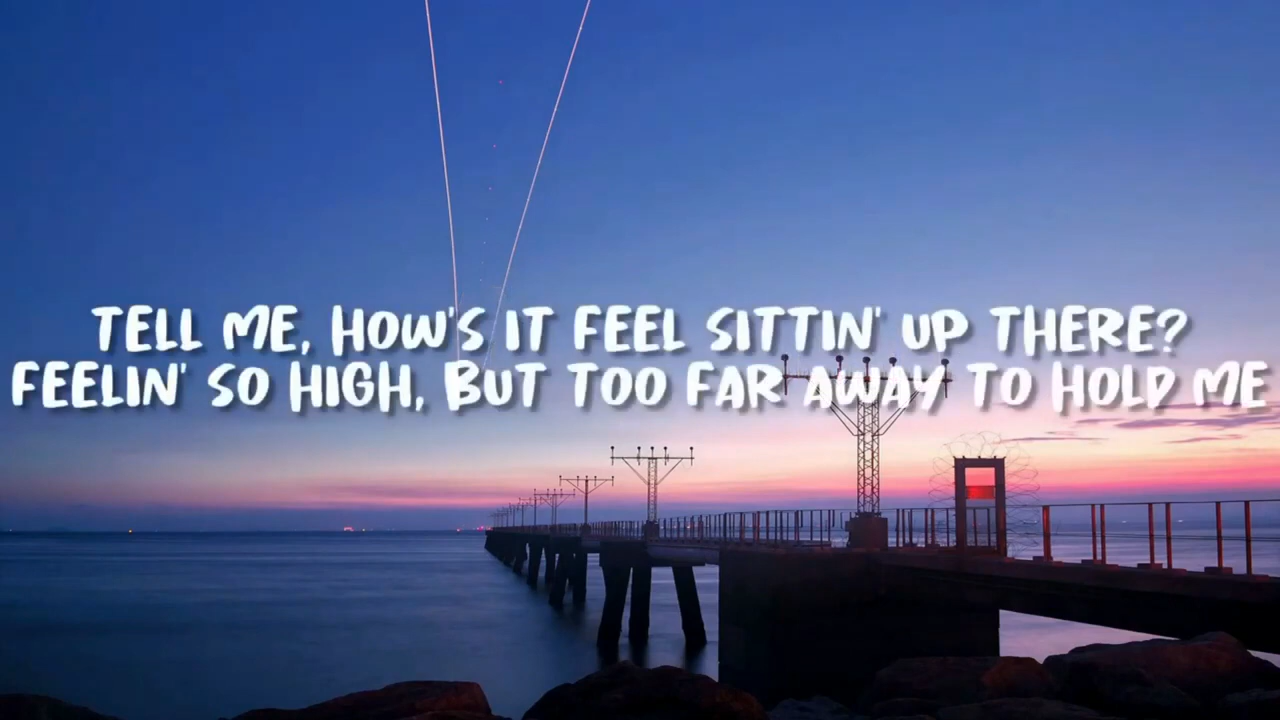 TELL ME, HOW'S IT FEEL SITTIN' UP THERE?
FEELIN' SO HIGH, BUT TOO FAR AWAY TO HOLD ME